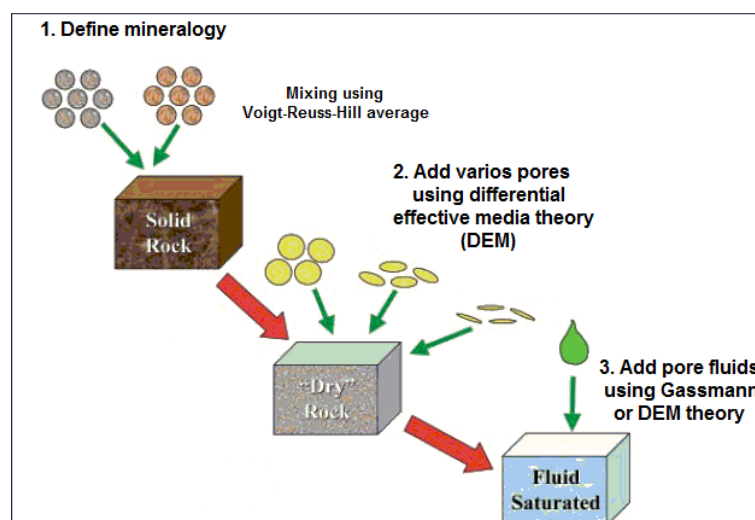 1. Define mineralogy
Mixing using
Voigt-Reuss-Hill average
Solid
Rock
2. Add varios pores
using differential
effective media theory
(DEM)
"Dry"
Rock
3. Add pore fluids
using Gassmann
or DEM theory
Fluid
Saturated